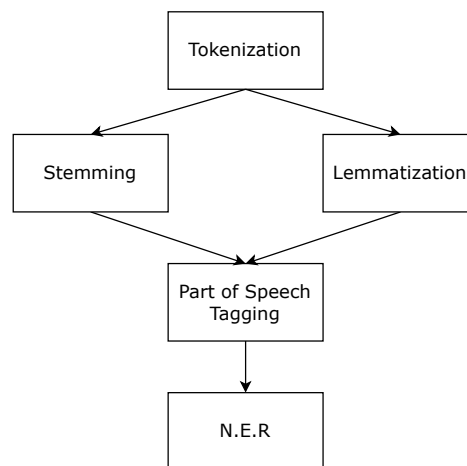 Tokenization
Stemming
Lemmatization
Part of Speech
Tagging
N.E.R